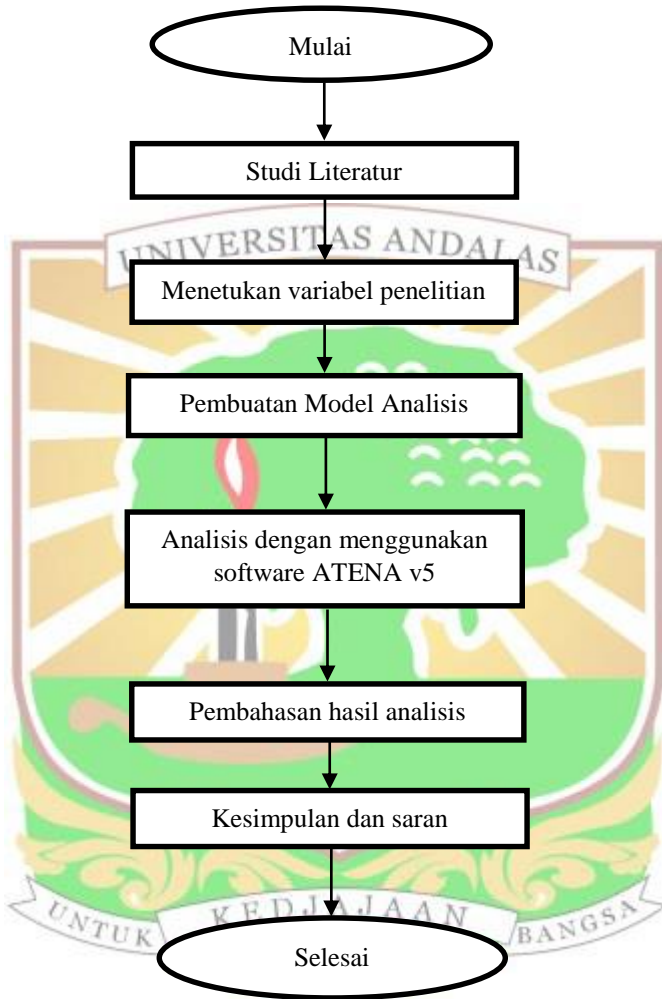 Mulai
Studi Literatur
UNIVERSITAS ANDALAS
Menetukan variabel penelitian
Pembuatan Model Analisis
Analisis dengan menggunakan
software ATENA v5
Pembahasan hasil analisis
Kesimpulan dan saran
UNTUK KEDJAJAAN BANGSA
Selesai